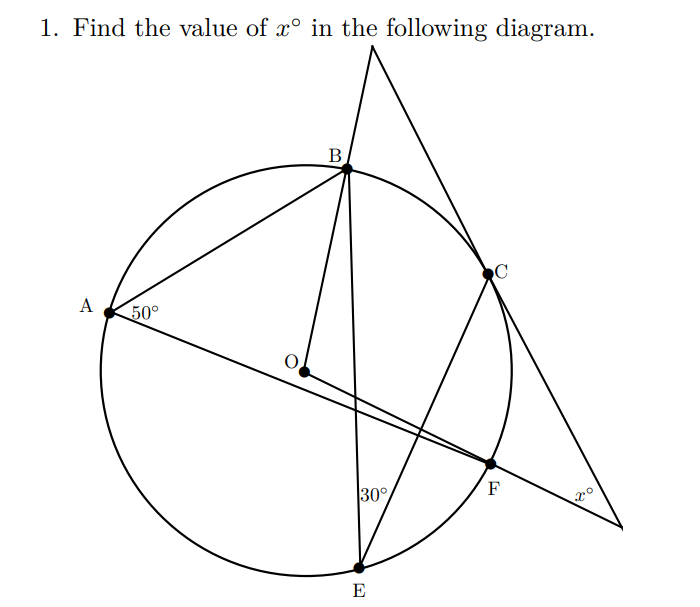 1. Find the value of x° in the following diagram.
B
C
A
50°
O
30°
F
x°
E